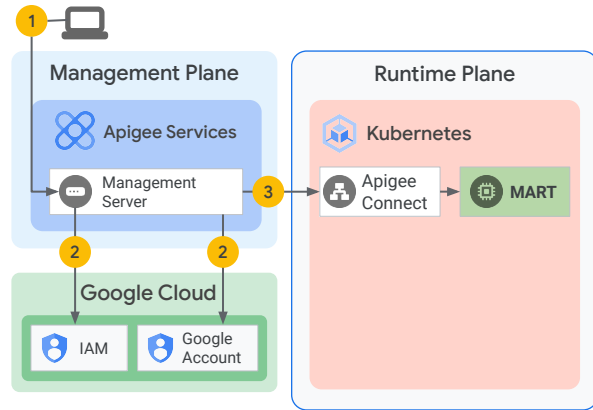 1
Management Plane
Apigee Services
Management
Server
2
2
3
Google Cloud
IAM
Google
Account
Runtime Plane
Kubernetes
Apigee
Connect
MART